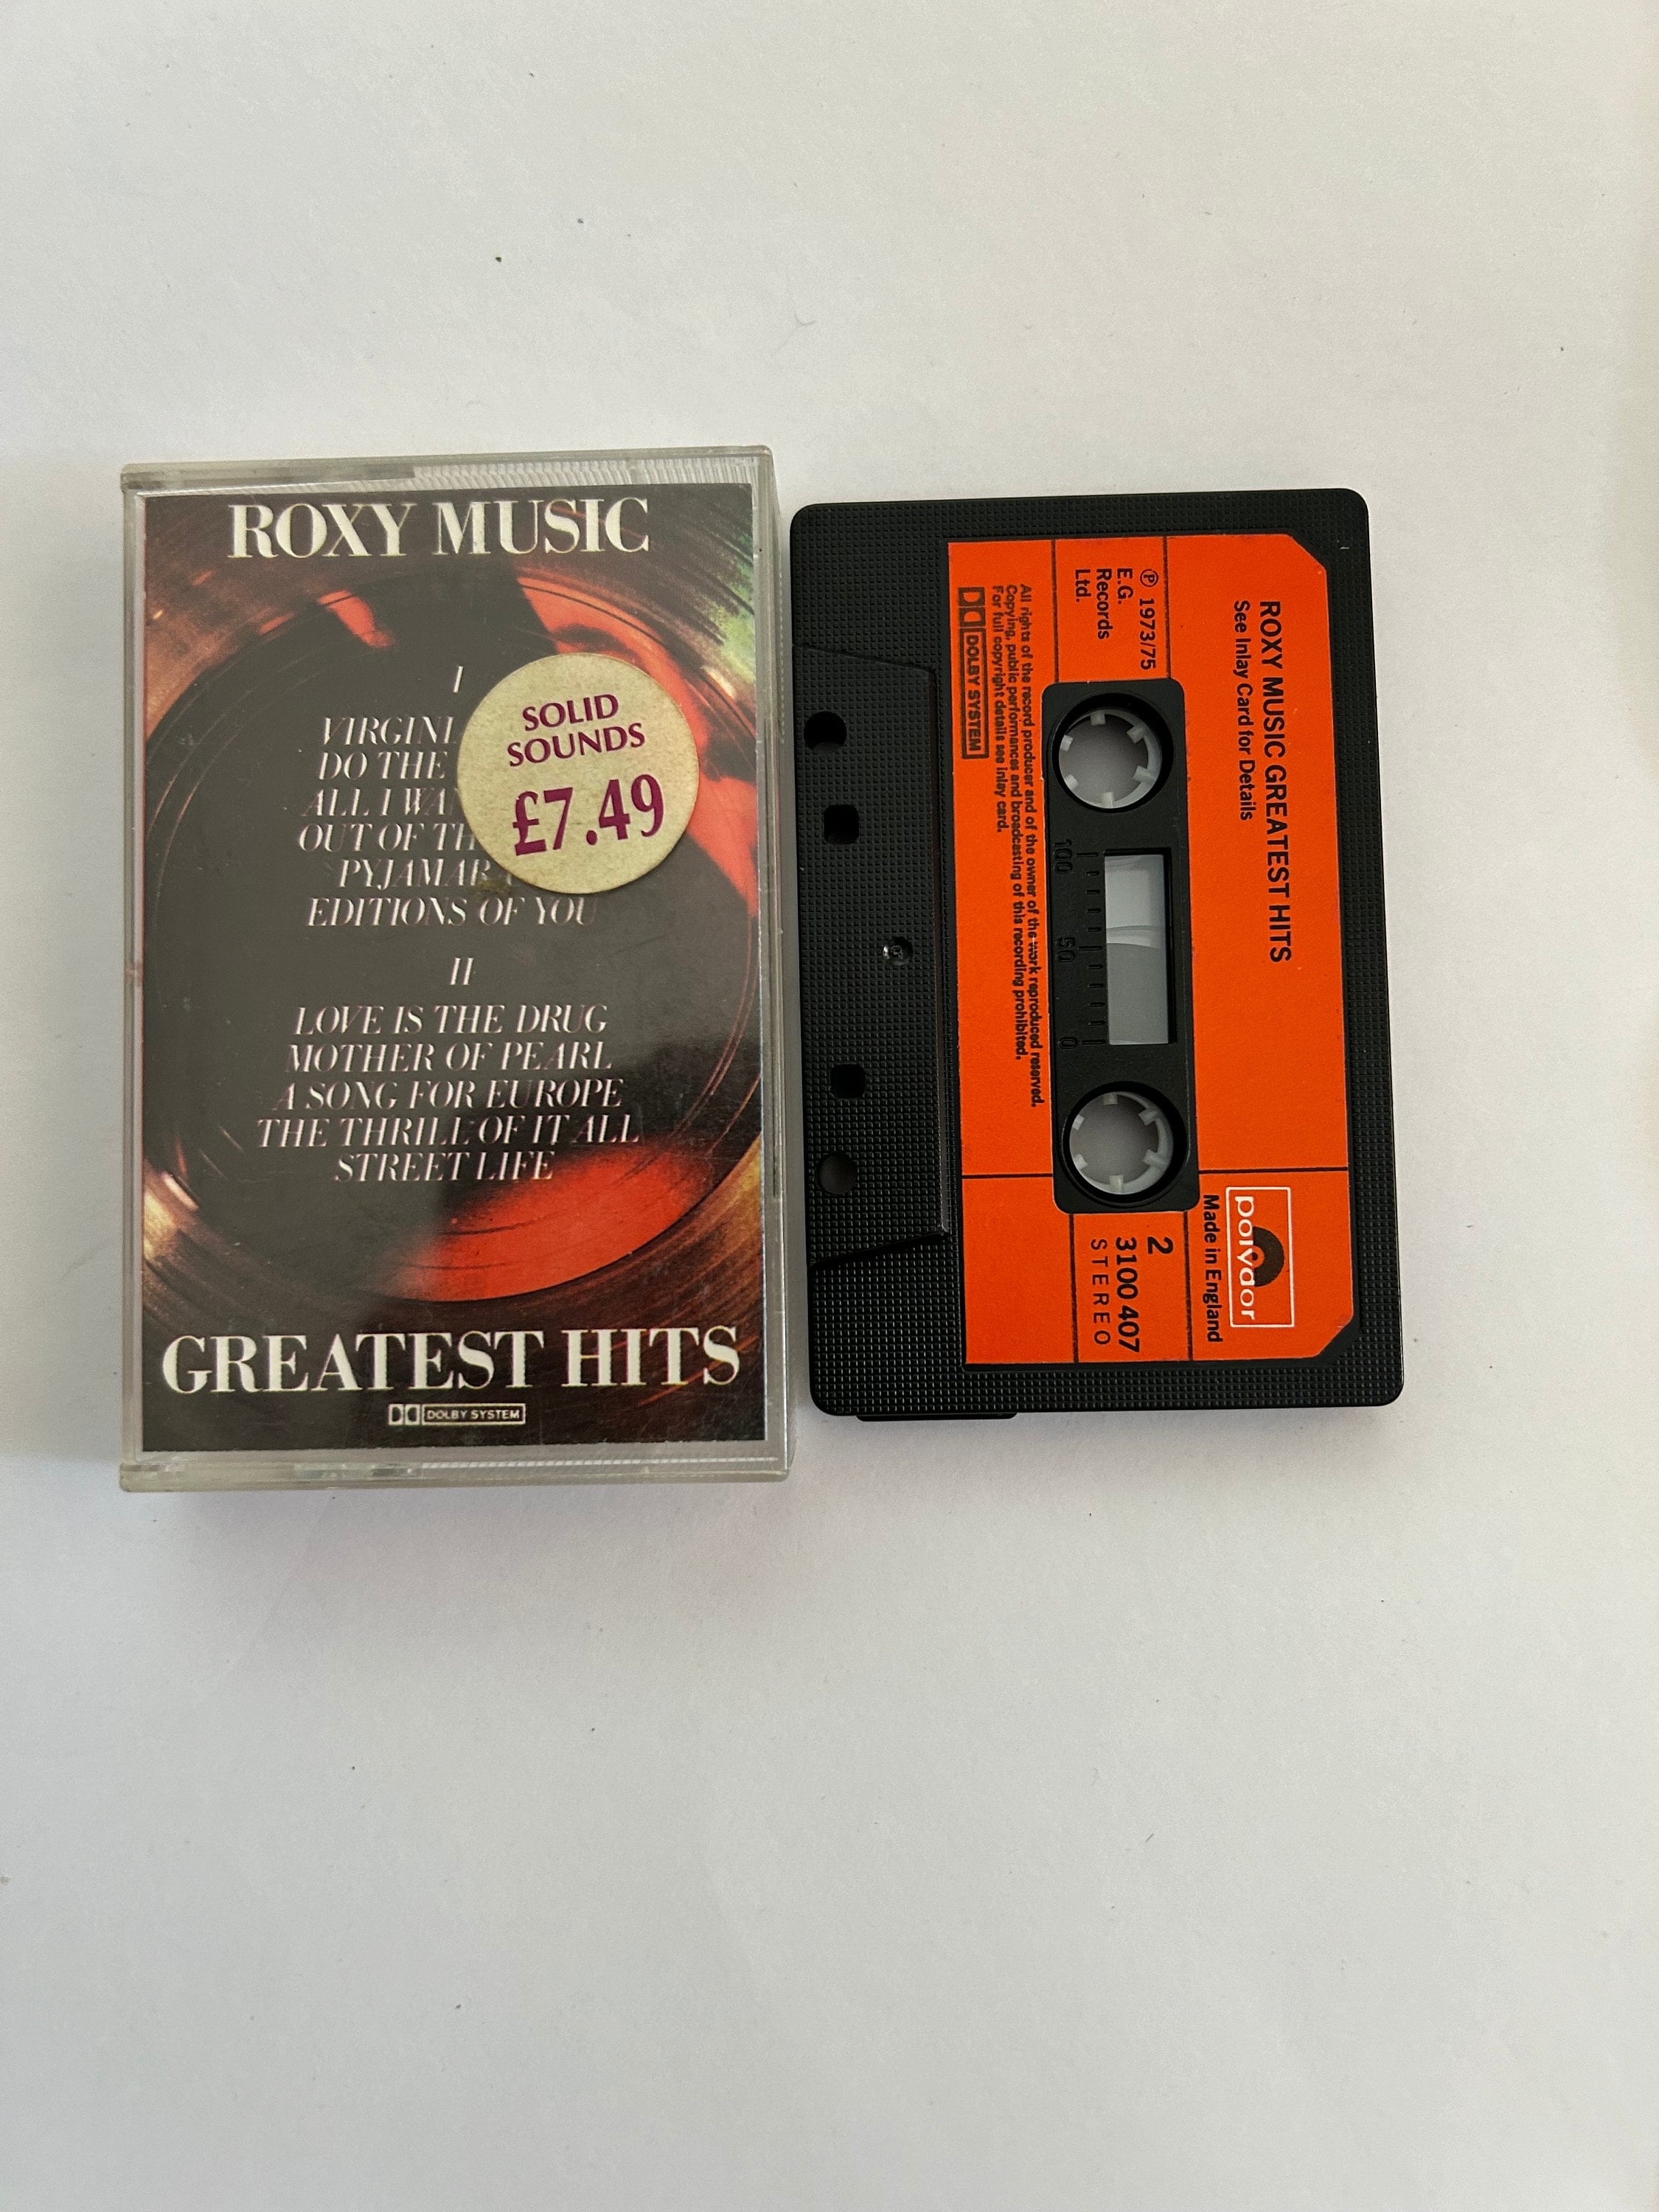 ROXY MUSIC
I
VIRGINI
DO THE
ALL I WAN
OUT OF TH
PYJAMARA
EDITIONS OF YOU
II
LOVE IS THE DRUG
MOTHER OF PEARL
A SONG FOR EUROPE
THE THRILL OF IT ALL
STREET LIFE
GREATEST HITS
DOLBY SYSTEM
SOLID
SOUNDS
£7.49
ROXY MUSIC GREATEST HITS
See Inlay Card for Details
℗ 1973/75
E.G.
Records
Ltd.
polydor
Made in England
2
3100 407
STEREO
100 50 0
All rights of the record producer and of the owner of the work reproduced reserved.
Copying, public performances and broadcasting of this recording prohibited.
For full copyright details see inlay card.
DOLBY SYSTEM